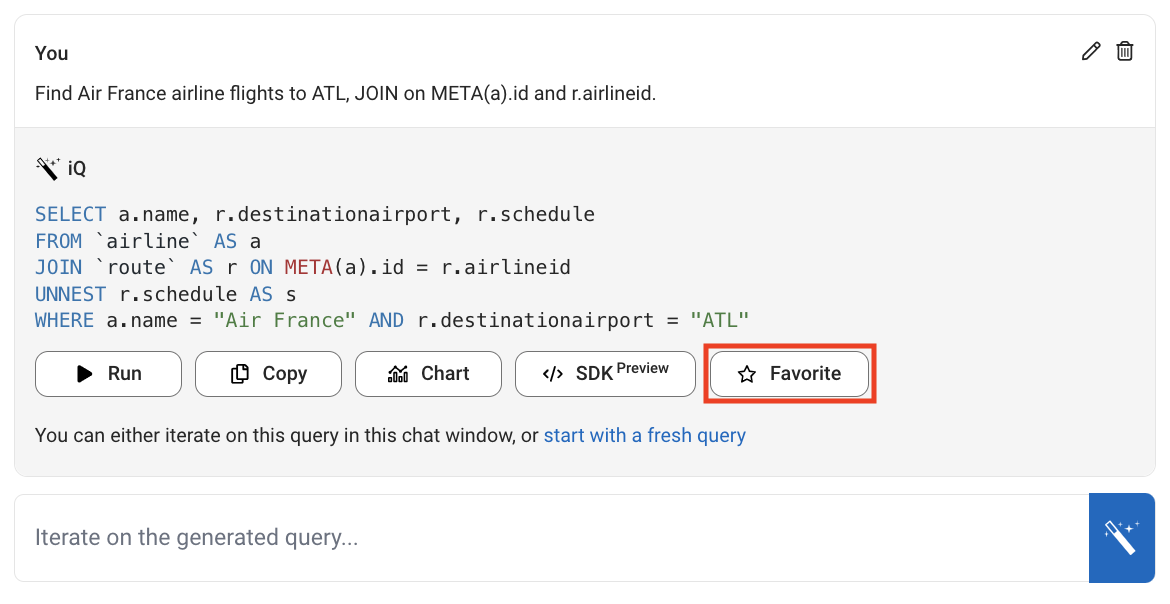 You
Find Air France airline flights to ATL, JOIN on META(a).id and r.airlineid.
iQ
SELECT a.name, r.destinationairport, r.schedule
FROM `airline` AS a
JOIN `route` AS r ON META(a).id = r.airlineid
UNNEST r.schedule AS s
WHERE a.name = "Air France" AND r.destinationairport = "ATL"
Run Copy Chart </> SDK Preview Favorite
You can either iterate on this query in this chat window, or start with a fresh query
Iterate on the generated query...